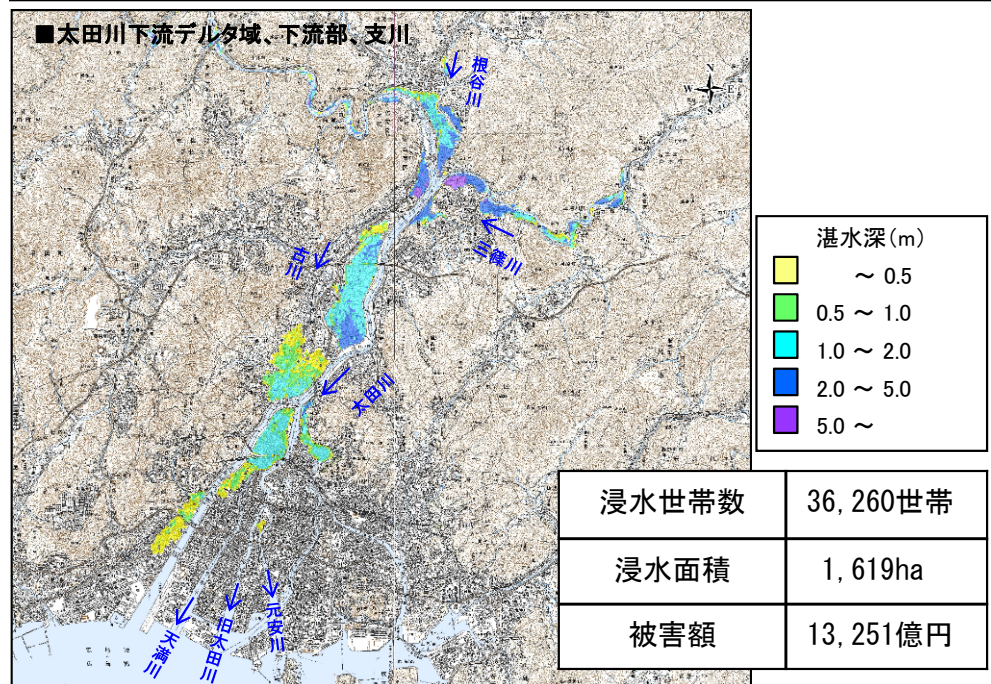 ■太田川下流デルタ域、下流部、支川
根谷川
N
W E
S
三篠川
古川
太田川
元安川
旧太田川
天満川
湛水深(m)
～ 0.5
0.5 ～ 1.0
1.0 ～ 2.0
2.0 ～ 5.0
5.0 ～
浸水世帯数 36,260世帯
浸水面積 1,619ha
被害額 13,251億円